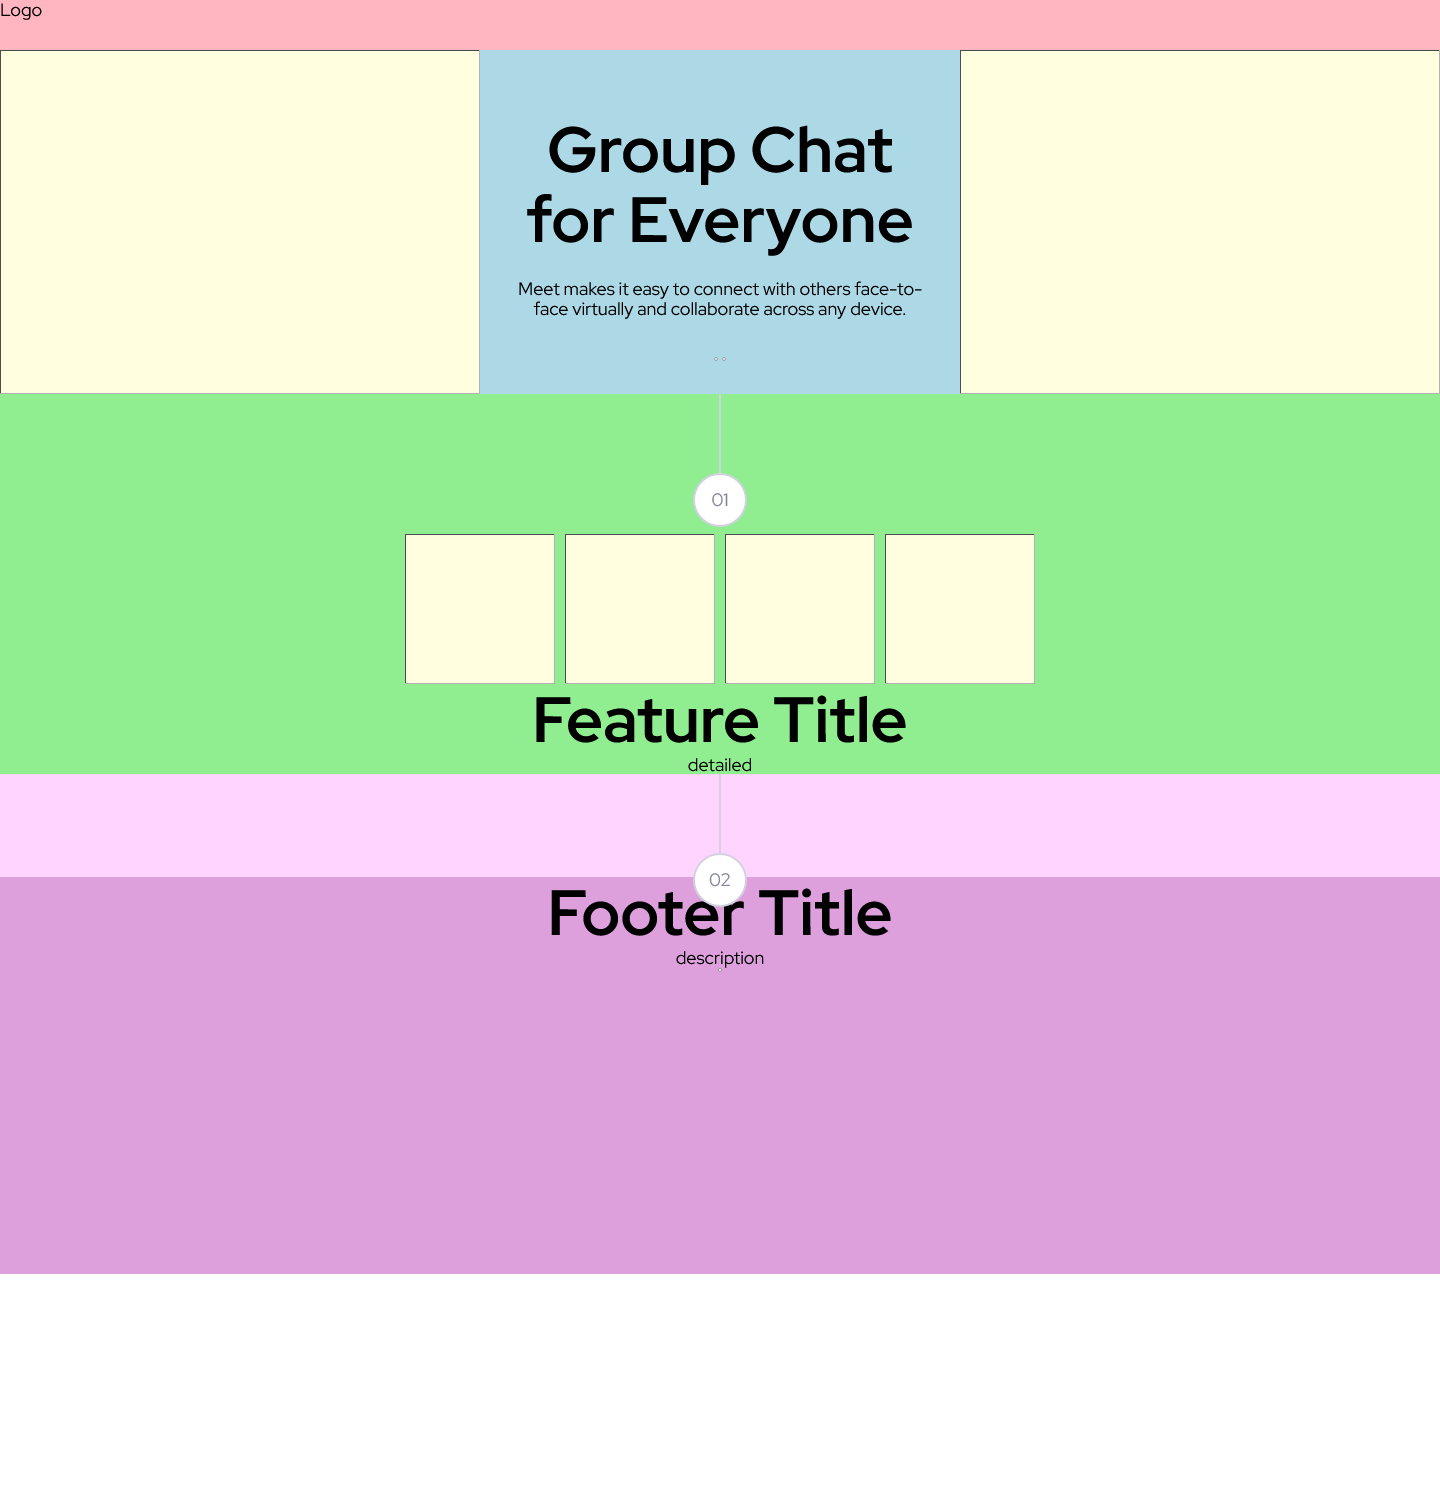 Logo
Group Chat
for Everyone
Meet makes it easy to connect with others face-to-
face virtually and collaborate across any device.
01
Feature Title
detailed
02
Footer Title
description